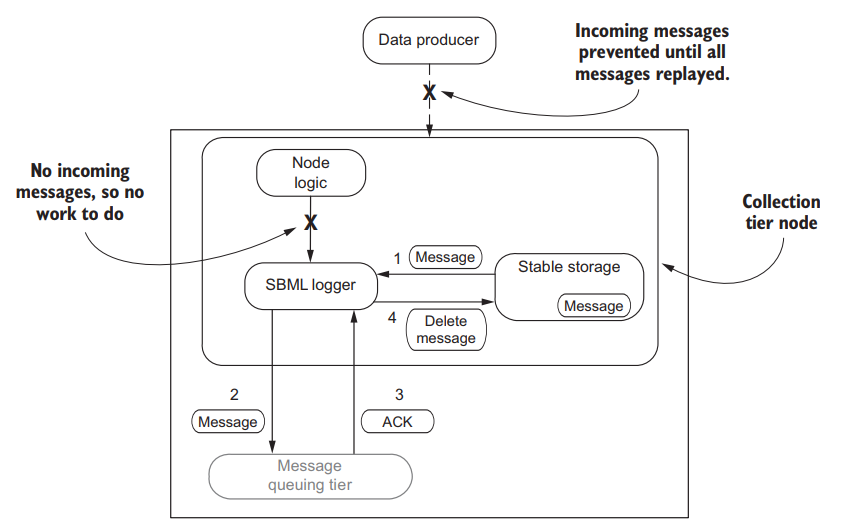 Data producer
Incoming messages
prevented until all
messages replayed.
X
No incoming
messages, so no
work to do
Node
logic
X
Collection
tier node
1
Message
Stable storage
SBML logger
Message
4
Delete
message
2
Message
3
ACK
Message
queuing tier